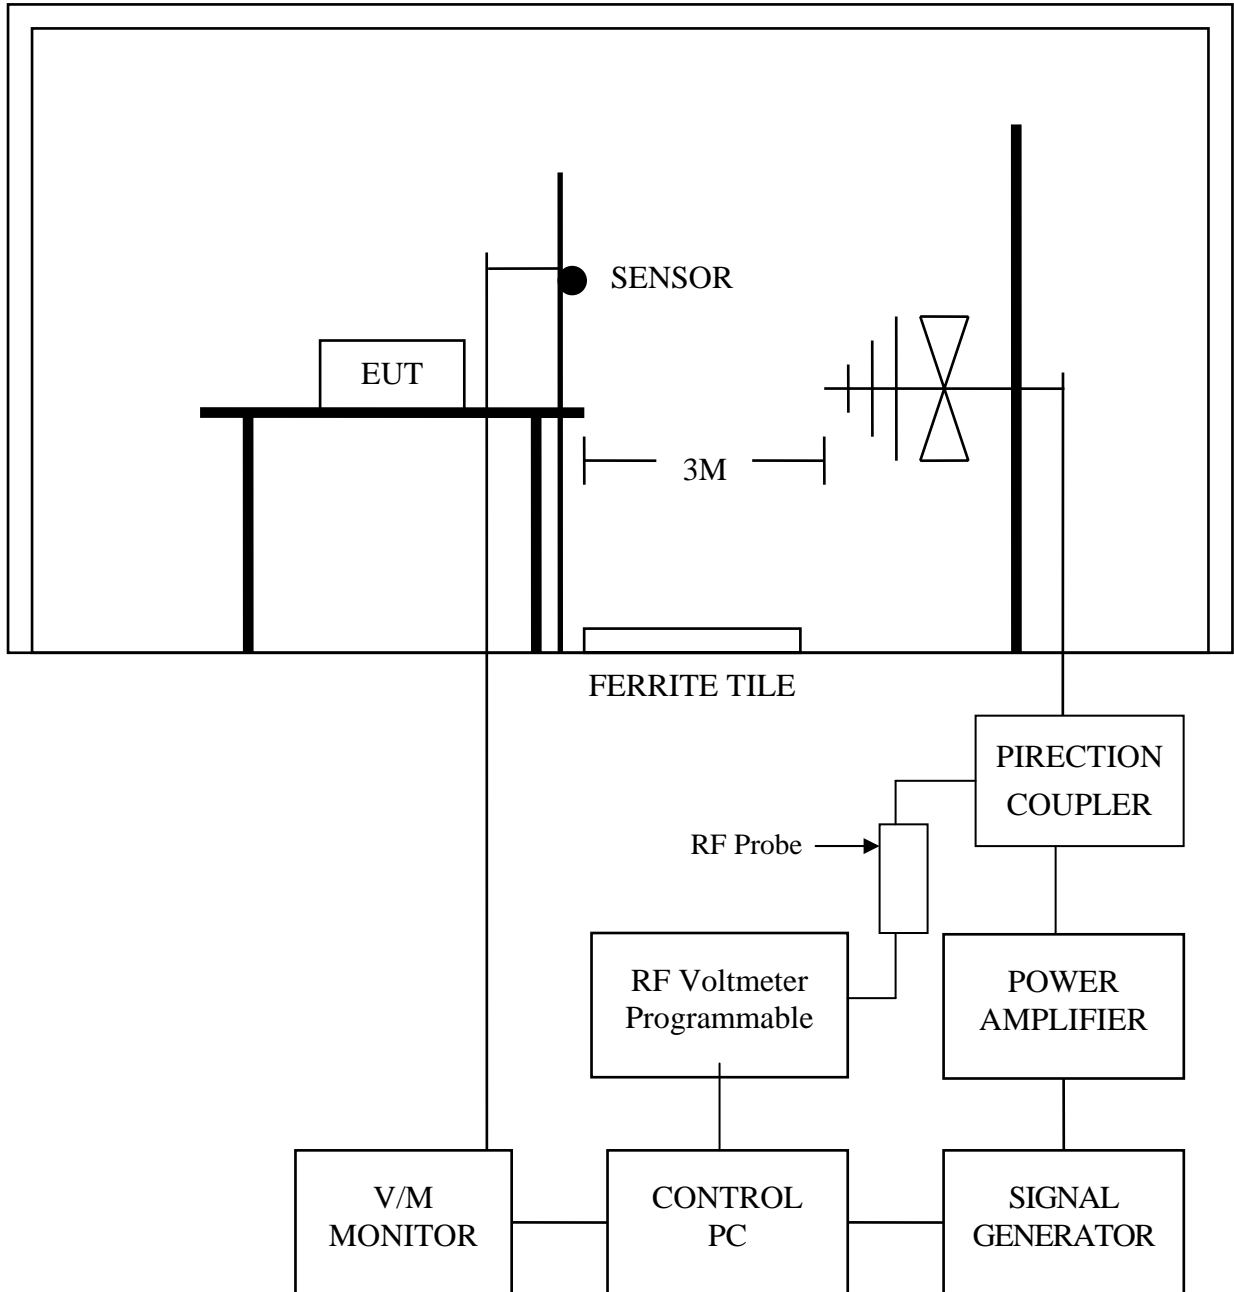 SENSOR
EUT
3M
FERRITE TILE
PIRECTION
COUPLER
RF Probe
RF Voltmeter
Programmable
POWER
AMPLIFIER
V/M
MONITOR
CONTROL
PC
SIGNAL
GENERATOR